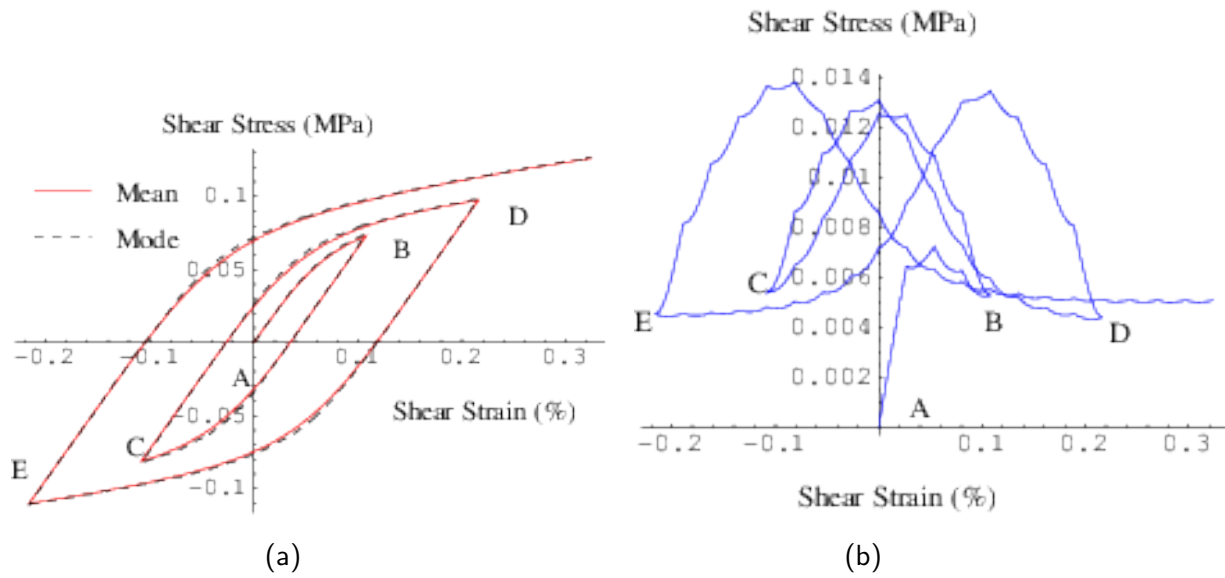 Shear Stress (MPa)
Mean
Mode
0.1
0.05
-0.05
-0.1
-0.2
-0.1
0.1
0.2
0.3
A
B
C
D
E
Shear Strain (%)
(a)
Shear Stress (MPa)
0.014
0.012
0.01
0.008
0.006
0.004
0.002
-0.2
-0.1
0.1
0.2
0.3
A
B
C
D
E
Shear Strain (%)
(b)